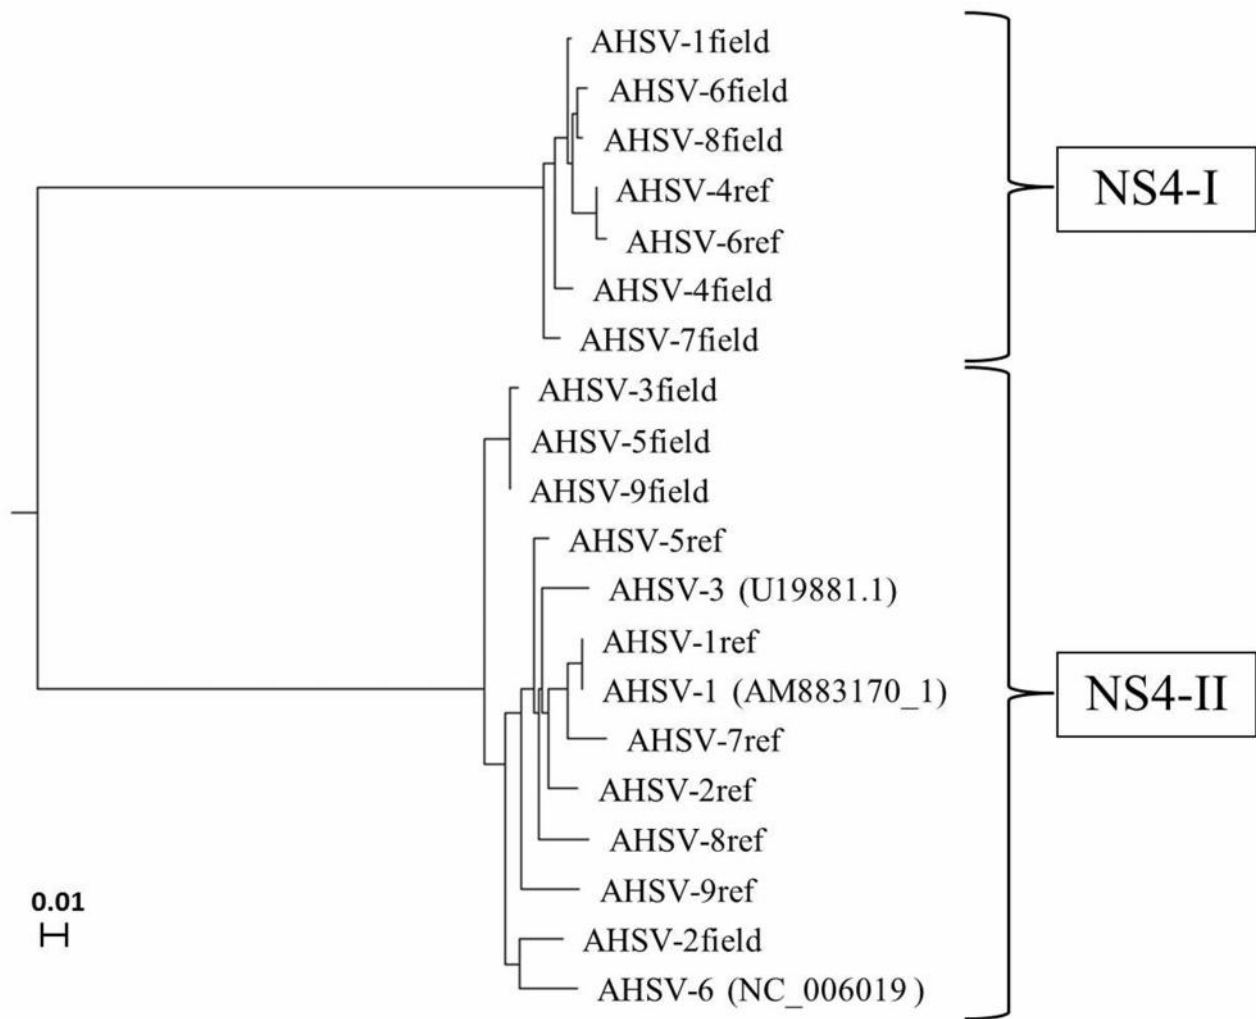 AHSV-1field
AHSV-6field
AHSV-8field
AHSV-4ref
AHSV-6ref
AHSV-4field
AHSV-7field
NS4-I
AHSV-3field
AHSV-5field
AHSV-9field
AHSV-5ref
AHSV-3 (U19881.1)
AHSV-1ref
AHSV-1 (AM883170_1)
AHSV-7ref
AHSV-2ref
AHSV-8ref
AHSV-9ref
AHSV-2field
AHSV-6 (NC_006019 )
NS4-II
0.01